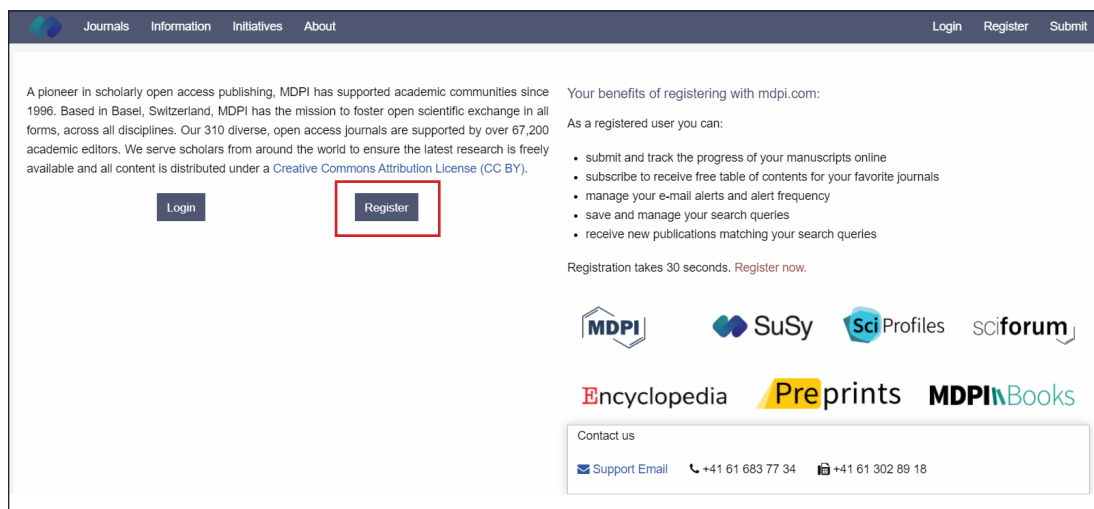 Journals Information Initiatives About Login Register Submit
A pioneer in scholarly open access publishing, MDPI has supported academic communities since
1996. Based in Basel, Switzerland, MDPI has the mission to foster open scientific exchange in all
forms, across all disciplines. Our 310 diverse, open access journals are supported by over 67,200
academic editors. We serve scholars from around the world to ensure the latest research is freely
available and all content is distributed under a Creative Commons Attribution License (CC BY).
Login Register
Your benefits of registering with mdpi.com:
As a registered user you can:
• submit and track the progress of your manuscripts online
• subscribe to receive free table of contents for your favorite journals
• manage your e-mail alerts and alert frequency
• save and manage your search queries
• receive new publications matching your search queries
Registration takes 30 seconds. Register now.
MDPI SuSy Sci Profiles sciforum
Encyclopedia Preprints MDPI Books
Contact us
Support Email +41 61 683 77 34 +41 61 302 89 18